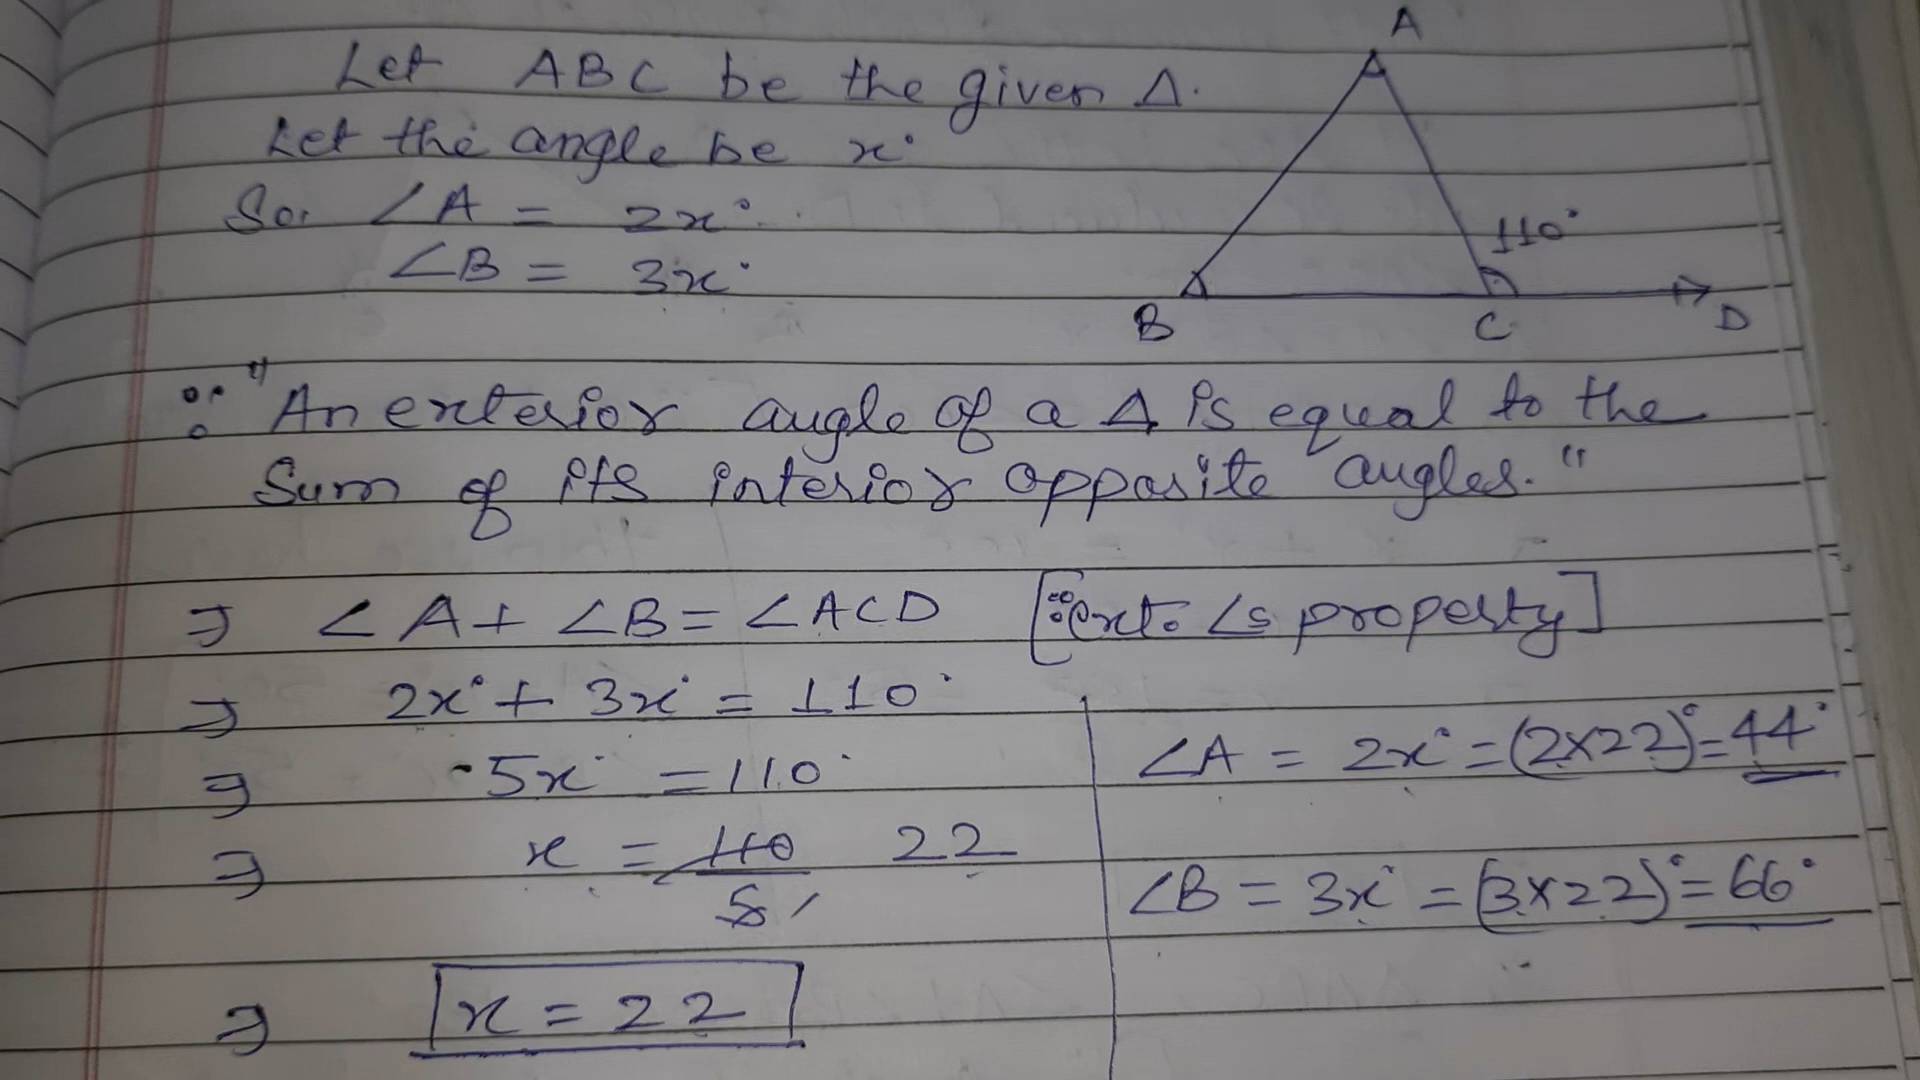 A
Let ABC be the given Δ.
Let the angle be x°
So, ∠A = 2x°
∠B = 3x°
110°
B C D
∵ "An exterior angle of a Δ is equal to the
Sum of its interior opposite angles."
⇒ ∠A + ∠B = ∠ACD [∵ ext. ∠s property]
⇒ 2x° + 3x° = 110°
⇒ 5x° = 110°
⇒ x = 110/5 22
⇒ x = 22
∠A = 2x° = (2×22)° = 44°
∠B = 3x° = (3×22)° = 66°